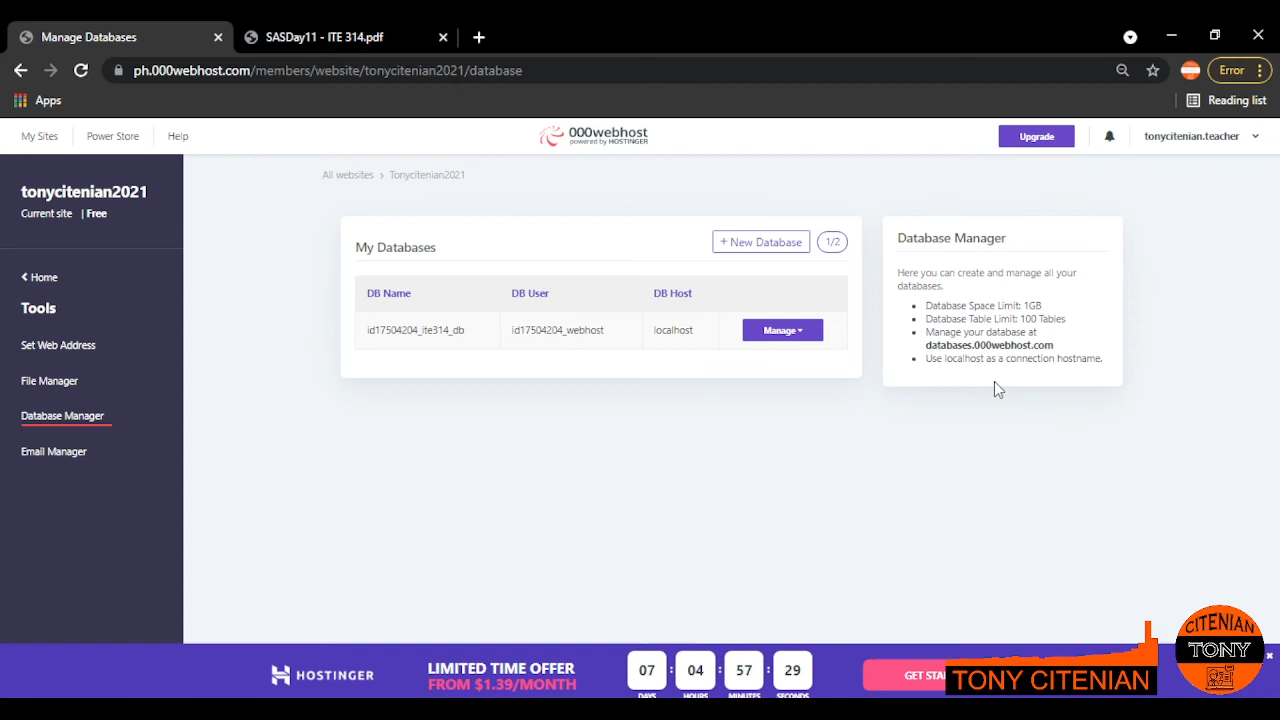 Manage Databases
SASDay11 - ITE 314.pdf
ph.000webhost.com/members/website/tonycitenian2021/database
Error
Apps
Reading list
My Sites
Power Store
Help
000webhost
powered by HOSTINGER
Upgrade
tonycitenian.teacher
tonycitenian2021
Current site | Free
All websites > Tonycitenian2021
Home
Tools
Set Web Address
File Manager
Database Manager
Email Manager
My Databases
+ New Database
1/2
DB Name DB User DB Host
id17504204_ite314_db id17504204_webhost localhost Manage
Database Manager
Here you can create and manage all your
databases.
• Database Space Limit: 1GB
• Database Table Limit: 100 Tables
• Manage your database at
databases.000webhost.com
• Use localhost as a connection hostname.
HOSTINGER
LIMITED TIME OFFER
FROM $1.39/MONTH
07 : 04 : 57 : 29
DAYS HOURS MINUTES SECONDS
GET STA
TONY CITENIAN
CITENIAN
TONY